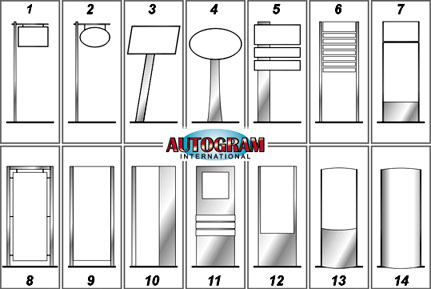 1 2 3 4 5 6 7
AUTOGRAM
INTERNATIONAL
8 9 10 11 12 13 14